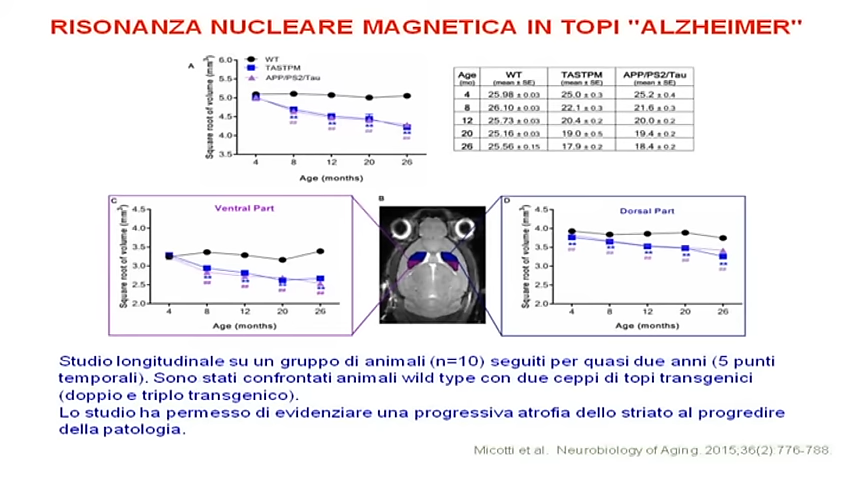 RISONANZA NUCLEARE MAGNETICA IN TOPI "ALZHEIMER"
A
WT
TASTPM
APP/PS2/Tau
Square root of volume (mm³)
6.0
5.5
5.0
4.5
4.0
3.5
** ** ** **
## ## ## ##
4 8 12 20 26
Age (months)
Age (mo) WT (mean ± SE) TASTPM (mean ± SE) APP/PS2/Tau (mean ± SE)
4 25.98 ± 0.03 25.0 ± 0.3 25.2 ± 0.4
8 26.10 ± 0.03 22.1 ± 0.3 21.6 ± 0.3
12 25.73 ± 0.03 20.4 ± 0.2 20.0 ± 0.2
20 25.16 ± 0.03 19.0 ± 0.5 19.4 ± 0.2
26 25.56 ± 0.15 17.9 ± 0.2 18.4 ± 0.2
C
Ventral Part
Square root of volume (mm³)
4.5
4.0
3.5
3.0
2.5
2.0
** ** ** **
## ## ## ##
4 8 12 20 26
Age (months)
B
D
Dorsal Part
Square root of volume (mm³)
4.5
4.0
3.5
3.0
2.5
2.0
** ** ** ** **
## ## ## ## ##
4 8 12 20 26
Age (months)
Studio longitudinale su un gruppo di animali (n=10) seguiti per quasi due anni (5 punti
temporali). Sono stati confrontati animali wild type con due ceppi di topi transgenici
(doppio e triplo transgenico).
Lo studio ha permesso di evidenziare una progressiva atrofia dello striato al progredire
della patologia.
Micotti et al. Neurobiology of Aging. 2015;36(2):776-788.